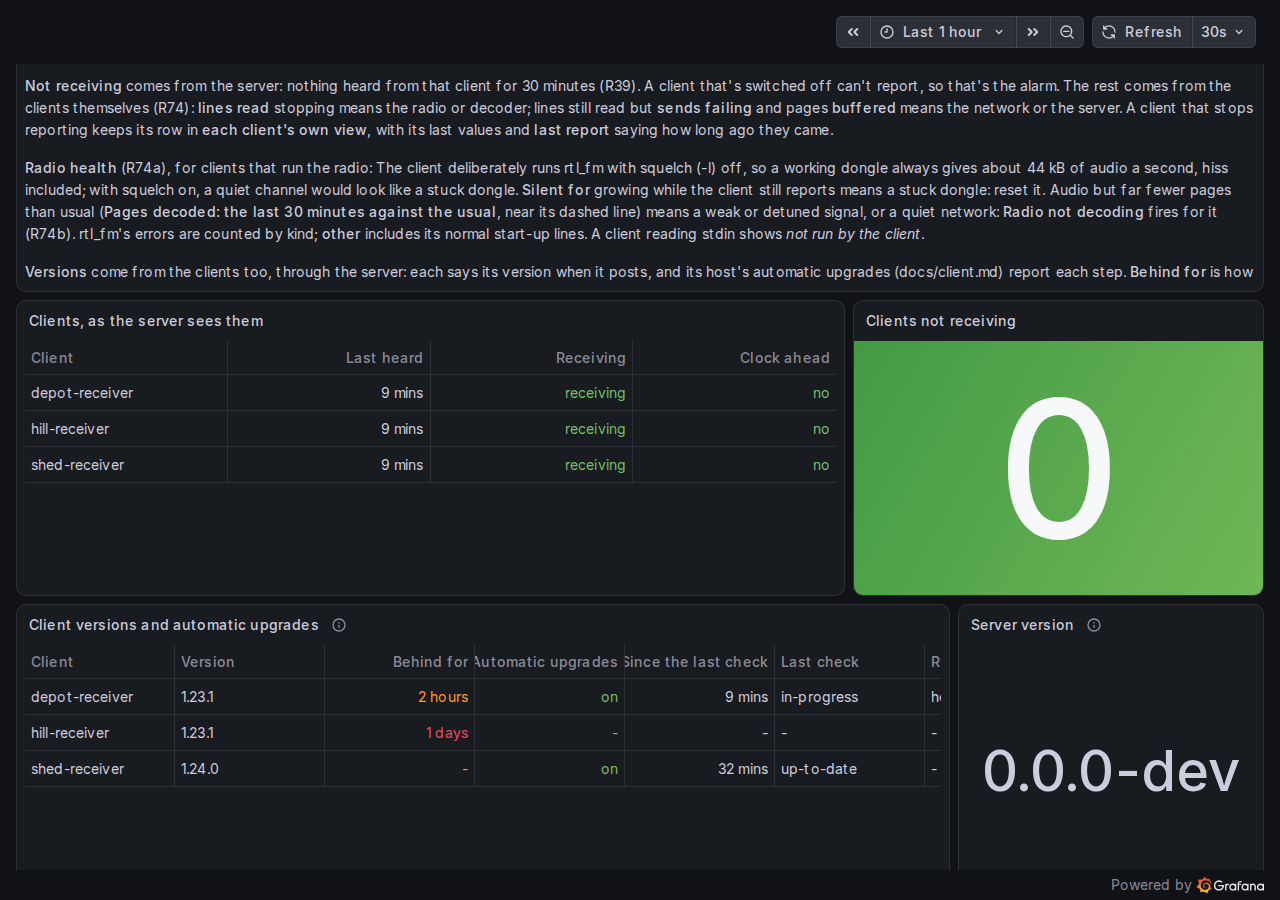 Last 1 hour
Refresh
30s
Not receiving comes from the server: nothing heard from that client for 30 minutes (R39). A client that's switched off can't report, so that's the alarm. The rest comes from the
clients themselves (R74): lines read stopping means the radio or decoder; lines still read but sends failing and pages buffered means the network or the server. A client that stops
reporting keeps its row in each client's own view, with its last values and last report saying how long ago they came.
Radio health (R74a), for clients that run the radio: The client deliberately runs rtl_fm with squelch (-l) off, so a working dongle always gives about 44 kB of audio a second, hiss
included; with squelch on, a quiet channel would look like a stuck dongle. Silent for growing while the client still reports means a stuck dongle: reset it. Audio but far fewer pages
than usual (Pages decoded: the last 30 minutes against the usual, near its dashed line) means a weak or detuned signal, or a quiet network: Radio not decoding fires for it
(R74b). rtl_fm's errors are counted by kind; other includes its normal start-up lines. A client reading stdin shows not run by the client.
Versions come from the clients too, through the server: each says its version when it posts, and its host's automatic upgrades (docs/client.md) report each step. Behind for is how
Clients, as the server sees them
Client Last heard Receiving Clock ahead
depot-receiver 9 mins receiving no
hill-receiver 9 mins receiving no
shed-receiver 9 mins receiving no
Clients not receiving
0
Client versions and automatic upgrades
Client Version Behind for Automatic upgrades Since the last check Last check
depot-receiver 1.23.1 2 hours on 9 mins in-progress
hill-receiver 1.23.1 1 days - - - -
shed-receiver 1.24.0 - on 32 mins up-to-date -
Server version
0.0.0-dev
Powered by Grafana